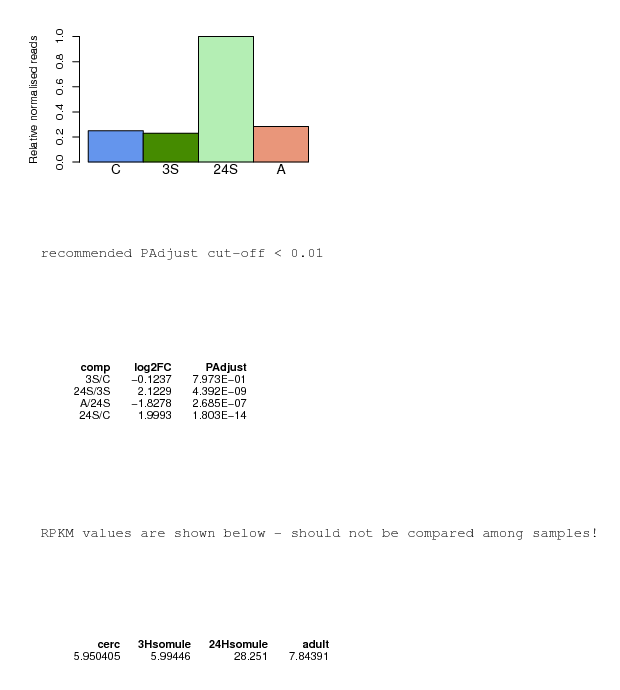 Relative normalised reads
1.0
0.8
0.6
0.4
0.2
0.0
C 3S 24S A
recommended PAdjust cut-off < 0.01
comp log2FC PAdjust
3S/C −0.1237 7.973E−01
24S/3S 2.1229 4.392E−09
A/24S −1.8278 2.685E−07
24S/C 1.9993 1.803E−14
RPKM values are shown below - should not be compared among samples!
cerc 3Hsomule 24Hsomule adult
5.950405 5.99446 28.251 7.84391